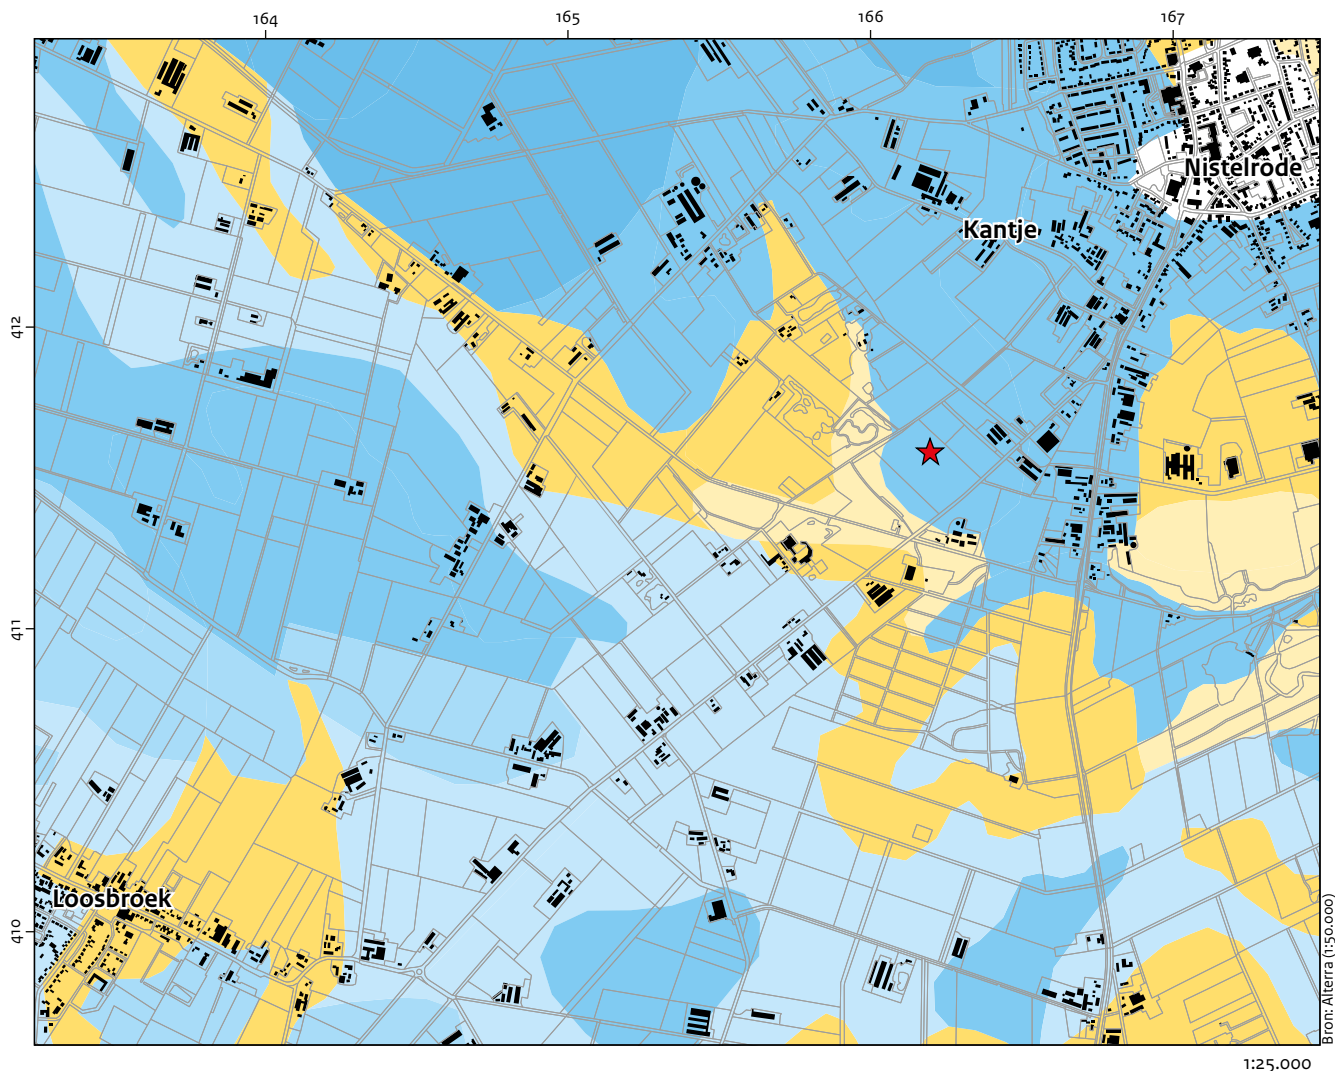 164 165 166 167
Nistelrode
Kantje
412
411
Loosbroek
410
Bron: Alterra (1:50.000)
1:25.000